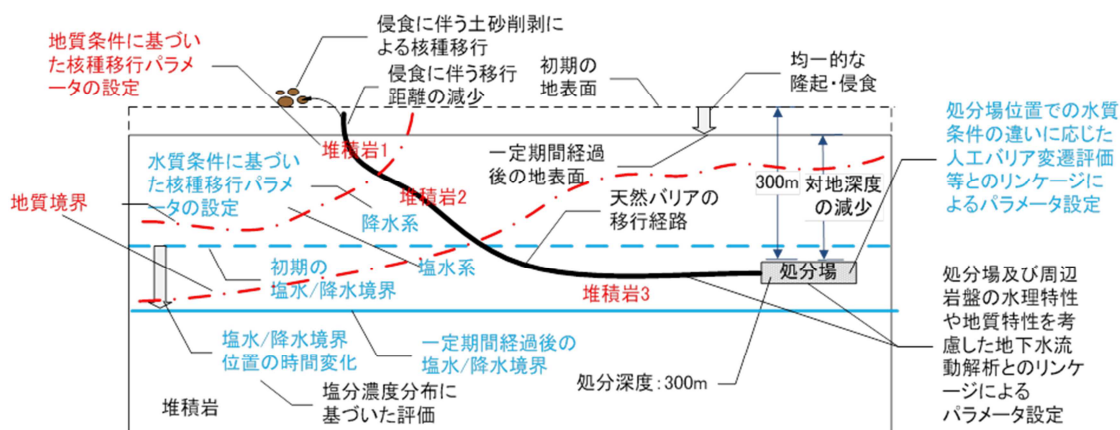 侵食に伴う土砂削剥に
よる核種移行
地質条件に基づい
た核種移行パラメ
ータの設定
侵食に伴う移行
距離の減少
初期の
地表面
均一的な
隆起・侵食
処分場位置での水質
条件の違いに応じた
人工バリア変遷評価
等とのリンケージに
よるパラメータ設定
堆積岩1
水質条件に基づい
た核種移行パラメ
ータの設定
一定期間経過
後の地表面
300m
対地深度
の減少
地質境界
堆積岩2
降水系
天然バリアの
移行経路
初期の
塩水/降水境界
塩水系
処分場
堆積岩3
処分場及び周辺
岩盤の水理特性
や地質特性を考
慮した地下水流
動解析とのリンケ
ージによる
パラメータ設定
塩水/降水境界
位置の時間変化
一定期間経過後の
塩水/降水境界
処分深度:300m
塩分濃度分布に
基づいた評価
堆積岩